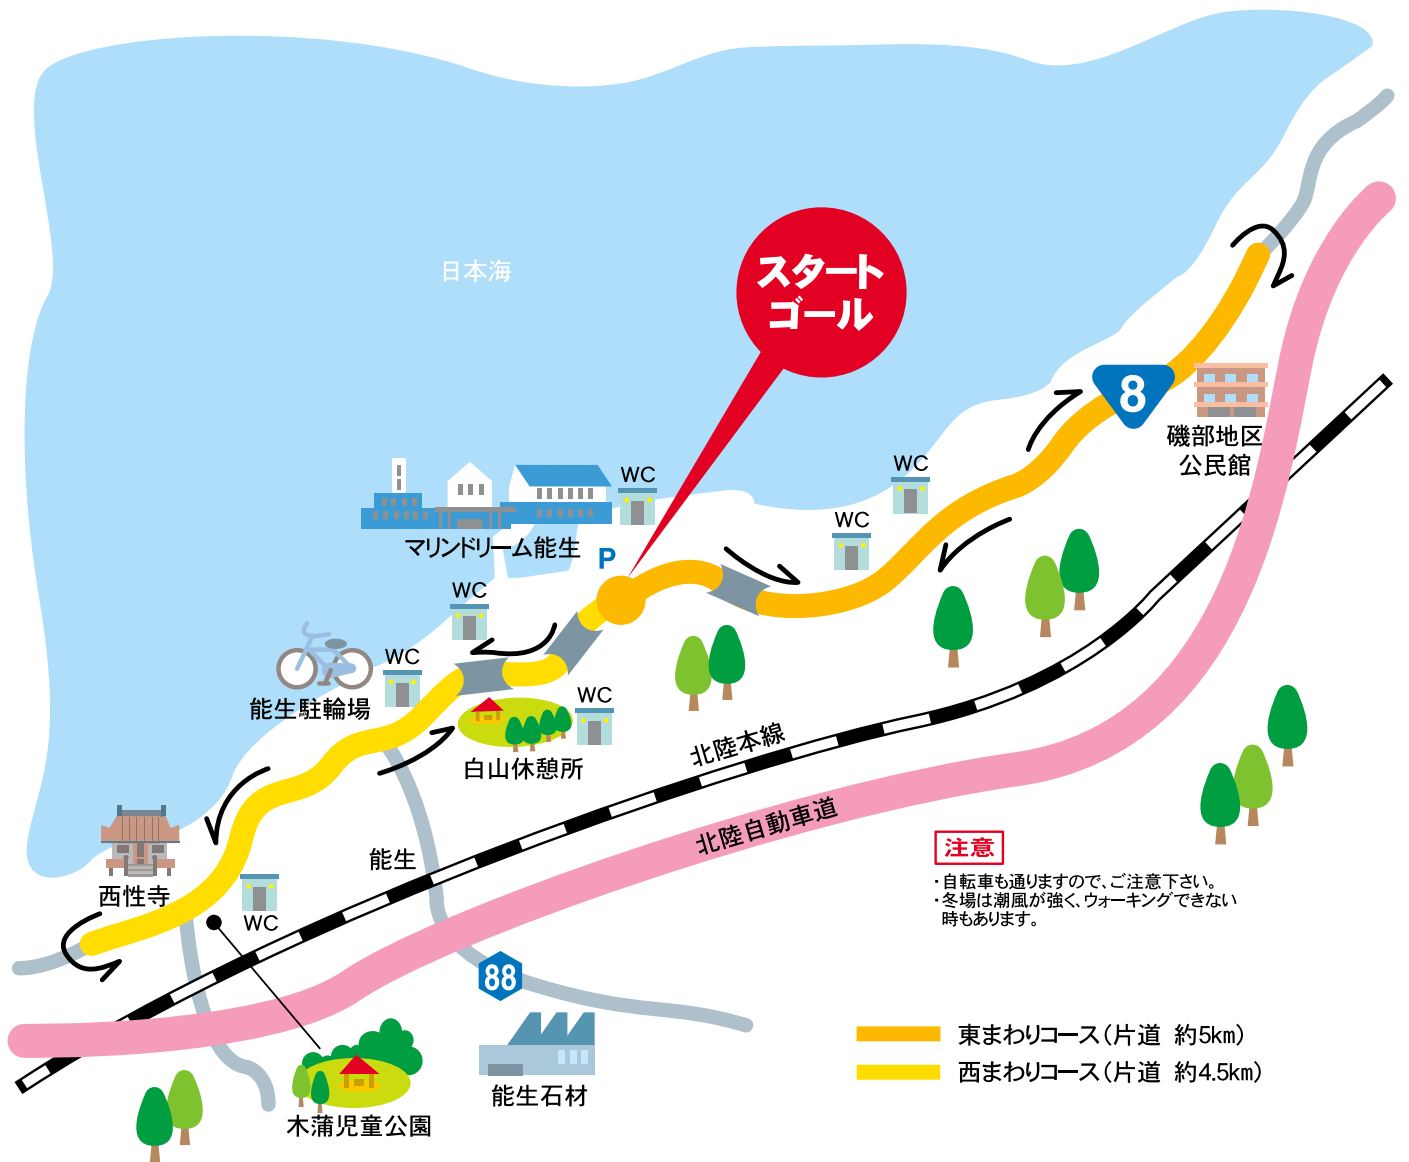 日本海
スタート
ゴール
8
磯部地区
公民館
WC
WC
WC
マリンドリーム能生
P
WC
WC
能生駐輪場
WC
白山休憩所
北陸本線
北陸自動車道
能生
西性寺
WC
注意
・自転車も通りますので、ご注意下さい。
・冬場は潮風が強く、ウォーキングできない
時もあります。
88
能生石材
木蒲児童公園
東まわりコース（片道 約5km）
西まわりコース（片道 約4.5km）